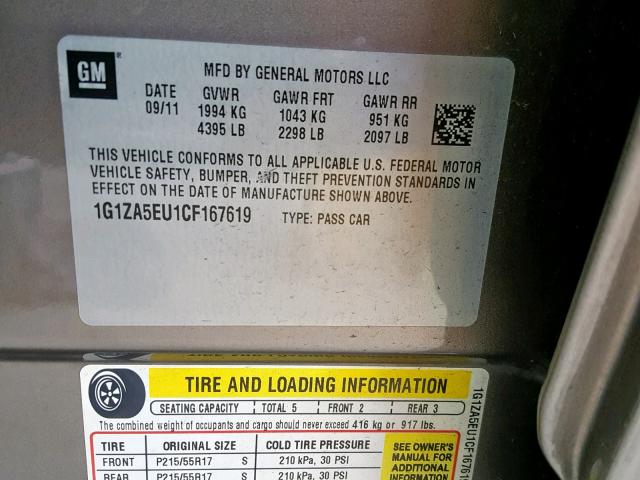 GM
MFD BY GENERAL MOTORS LLC
DATE GVWR GAWR FRT GAWR RR
09/11 1994 KG 1043 KG 951 KG
4395 LB 2298 LB 2097 LB
THIS VEHICLE CONFORMS TO ALL APPLICABLE U.S. FEDERAL MOTOR
VEHICLE SAFETY, BUMPER, AND THEFT PREVENTION STANDARDS IN
EFFECT ON THE DATE OF MANUFACTURE SHOWN ABOVE.
1G1ZA5EU1CF167619 TYPE: PASS CAR
TIRE AND LOADING INFORMATION
SEATING CAPACITY TOTAL 5 FRONT 2 REAR 3
The combined weight of occupants and cargo should never exceed 416 kg or 917 lbs.
TIRE ORIGINAL SIZE COLD TIRE PRESSURE
FRONT P215/55R17 S 210 kPa, 30 PSI
REAR P215/55R17 S 210 kPa, 30 PSI
SEE OWNER'S
MANUAL FOR
ADDITIONAL
INFORMATION
1G1ZA5EU1CF167619